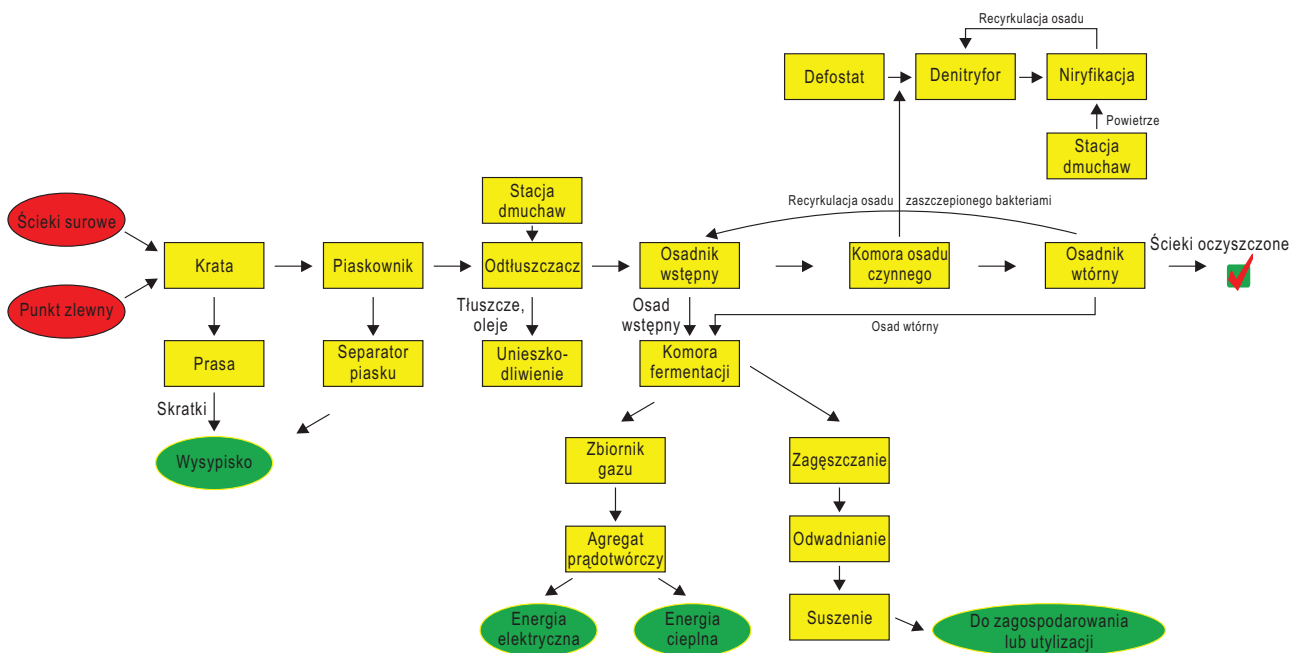 Recyrkulacja osadu
Defostat
Denitryfor
Niryfikacja
Powietrze
Stacja
dmuchaw
Stacja
dmuchaw
Recyrkulacja osadu zaszczepionego bakteriami
Ścieki surowe
Punkt zlewny
Krata
Piaskownik
Odtłuszczacz
Osadnik
wstępny
Komora osadu
czynnego
Osadnik
wtórny
Ścieki oczyszczone
Tłuszcze,
oleje
Osad
wstępny
Osad wtórny
Prasa
Separator
piasku
Unieszko-
dliwienie
Komora
fermentacji
Skratki
Wysypisko
Zbiornik
gazu
Zagęszczanie
Agregat
prądotwórczy
Odwadnianie
Energia
elektryczna
Energia
cieplna
Suszenie
Do zagospodarowania
lub utylizacji